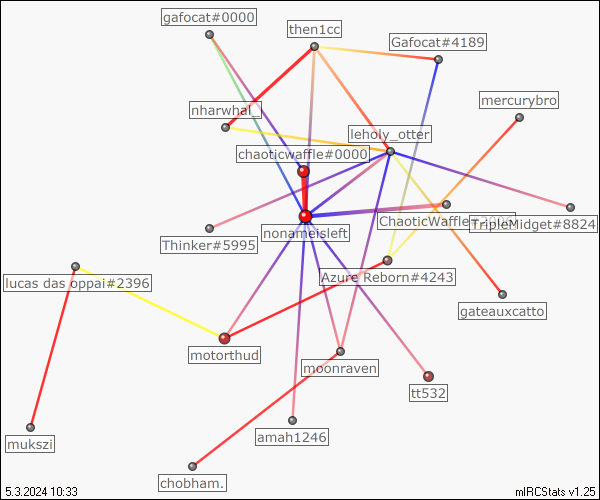 gafocat#0000
then1cc
Gafocat#4189
mercurybro
nharwhal_
leholy_otter
chaoticwaffle#0000
ChaoticWaffle
TripleMidget#8824
nonameisleft
Thinker#5995
Azure Reborn#4243
lucas das oppai#2396
gateauxcatto
motorthud
moonraven
tt532
mukszi
amah1246
chobham.
5.3.2024 10:33
mIRCStats v1.25